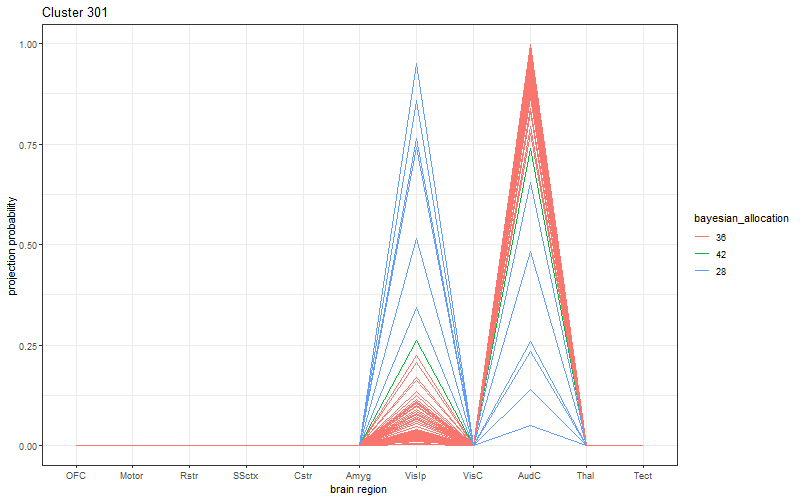 Cluster 301
1.00
0.75
0.50
0.25
0.00
projection probability
OFC Motor Rstr SSctx Cstr Amyg VisIp VisC AudC Thal Tect
brain region
bayesian_allocation
36
42
28